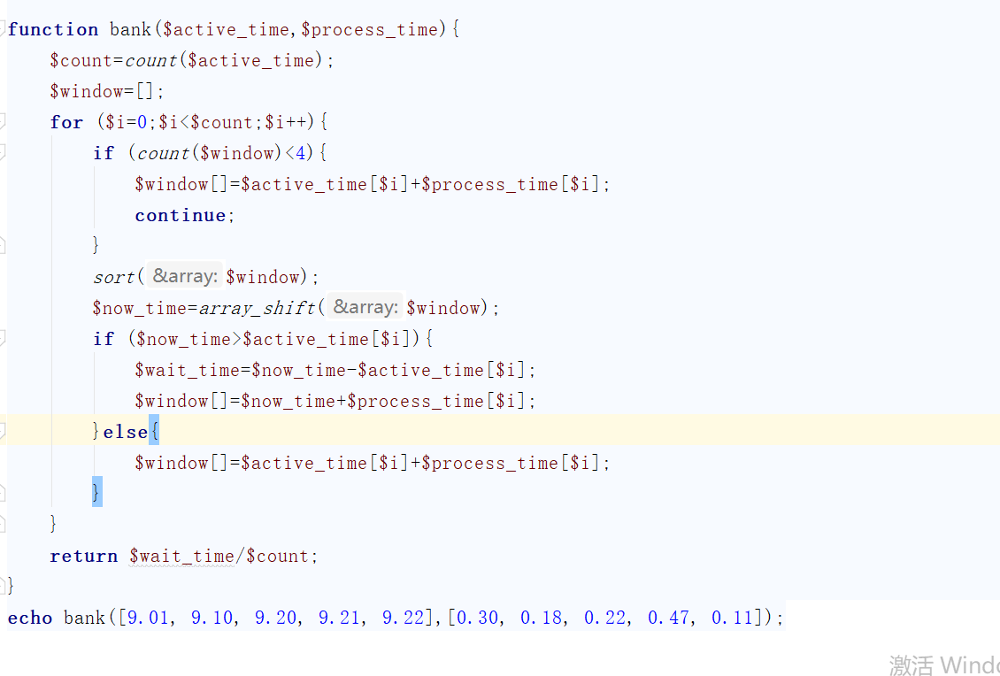 function bank($active_time,$process_time){
$count=count($active_time);
$window=[];
for ($i=0;$i<$count;$i++){
if (count($window)<4){
$window[]=$active_time[$i]+$process_time[$i];
continue;
}
sort( &array: $window);
$now_time=array_shift( &array: $window);
if ($now_time>$active_time[$i]){
$wait_time=$now_time-$active_time[$i];
$window[]=$now_time+$process_time[$i];
}else{
$window[]=$active_time[$i]+$process_time[$i];
}
}
return $wait_time/$count;
}
echo bank([9.01, 9.10, 9.20, 9.21, 9.22],[0.30, 0.18, 0.22, 0.47, 0.11]);
激活 Windo